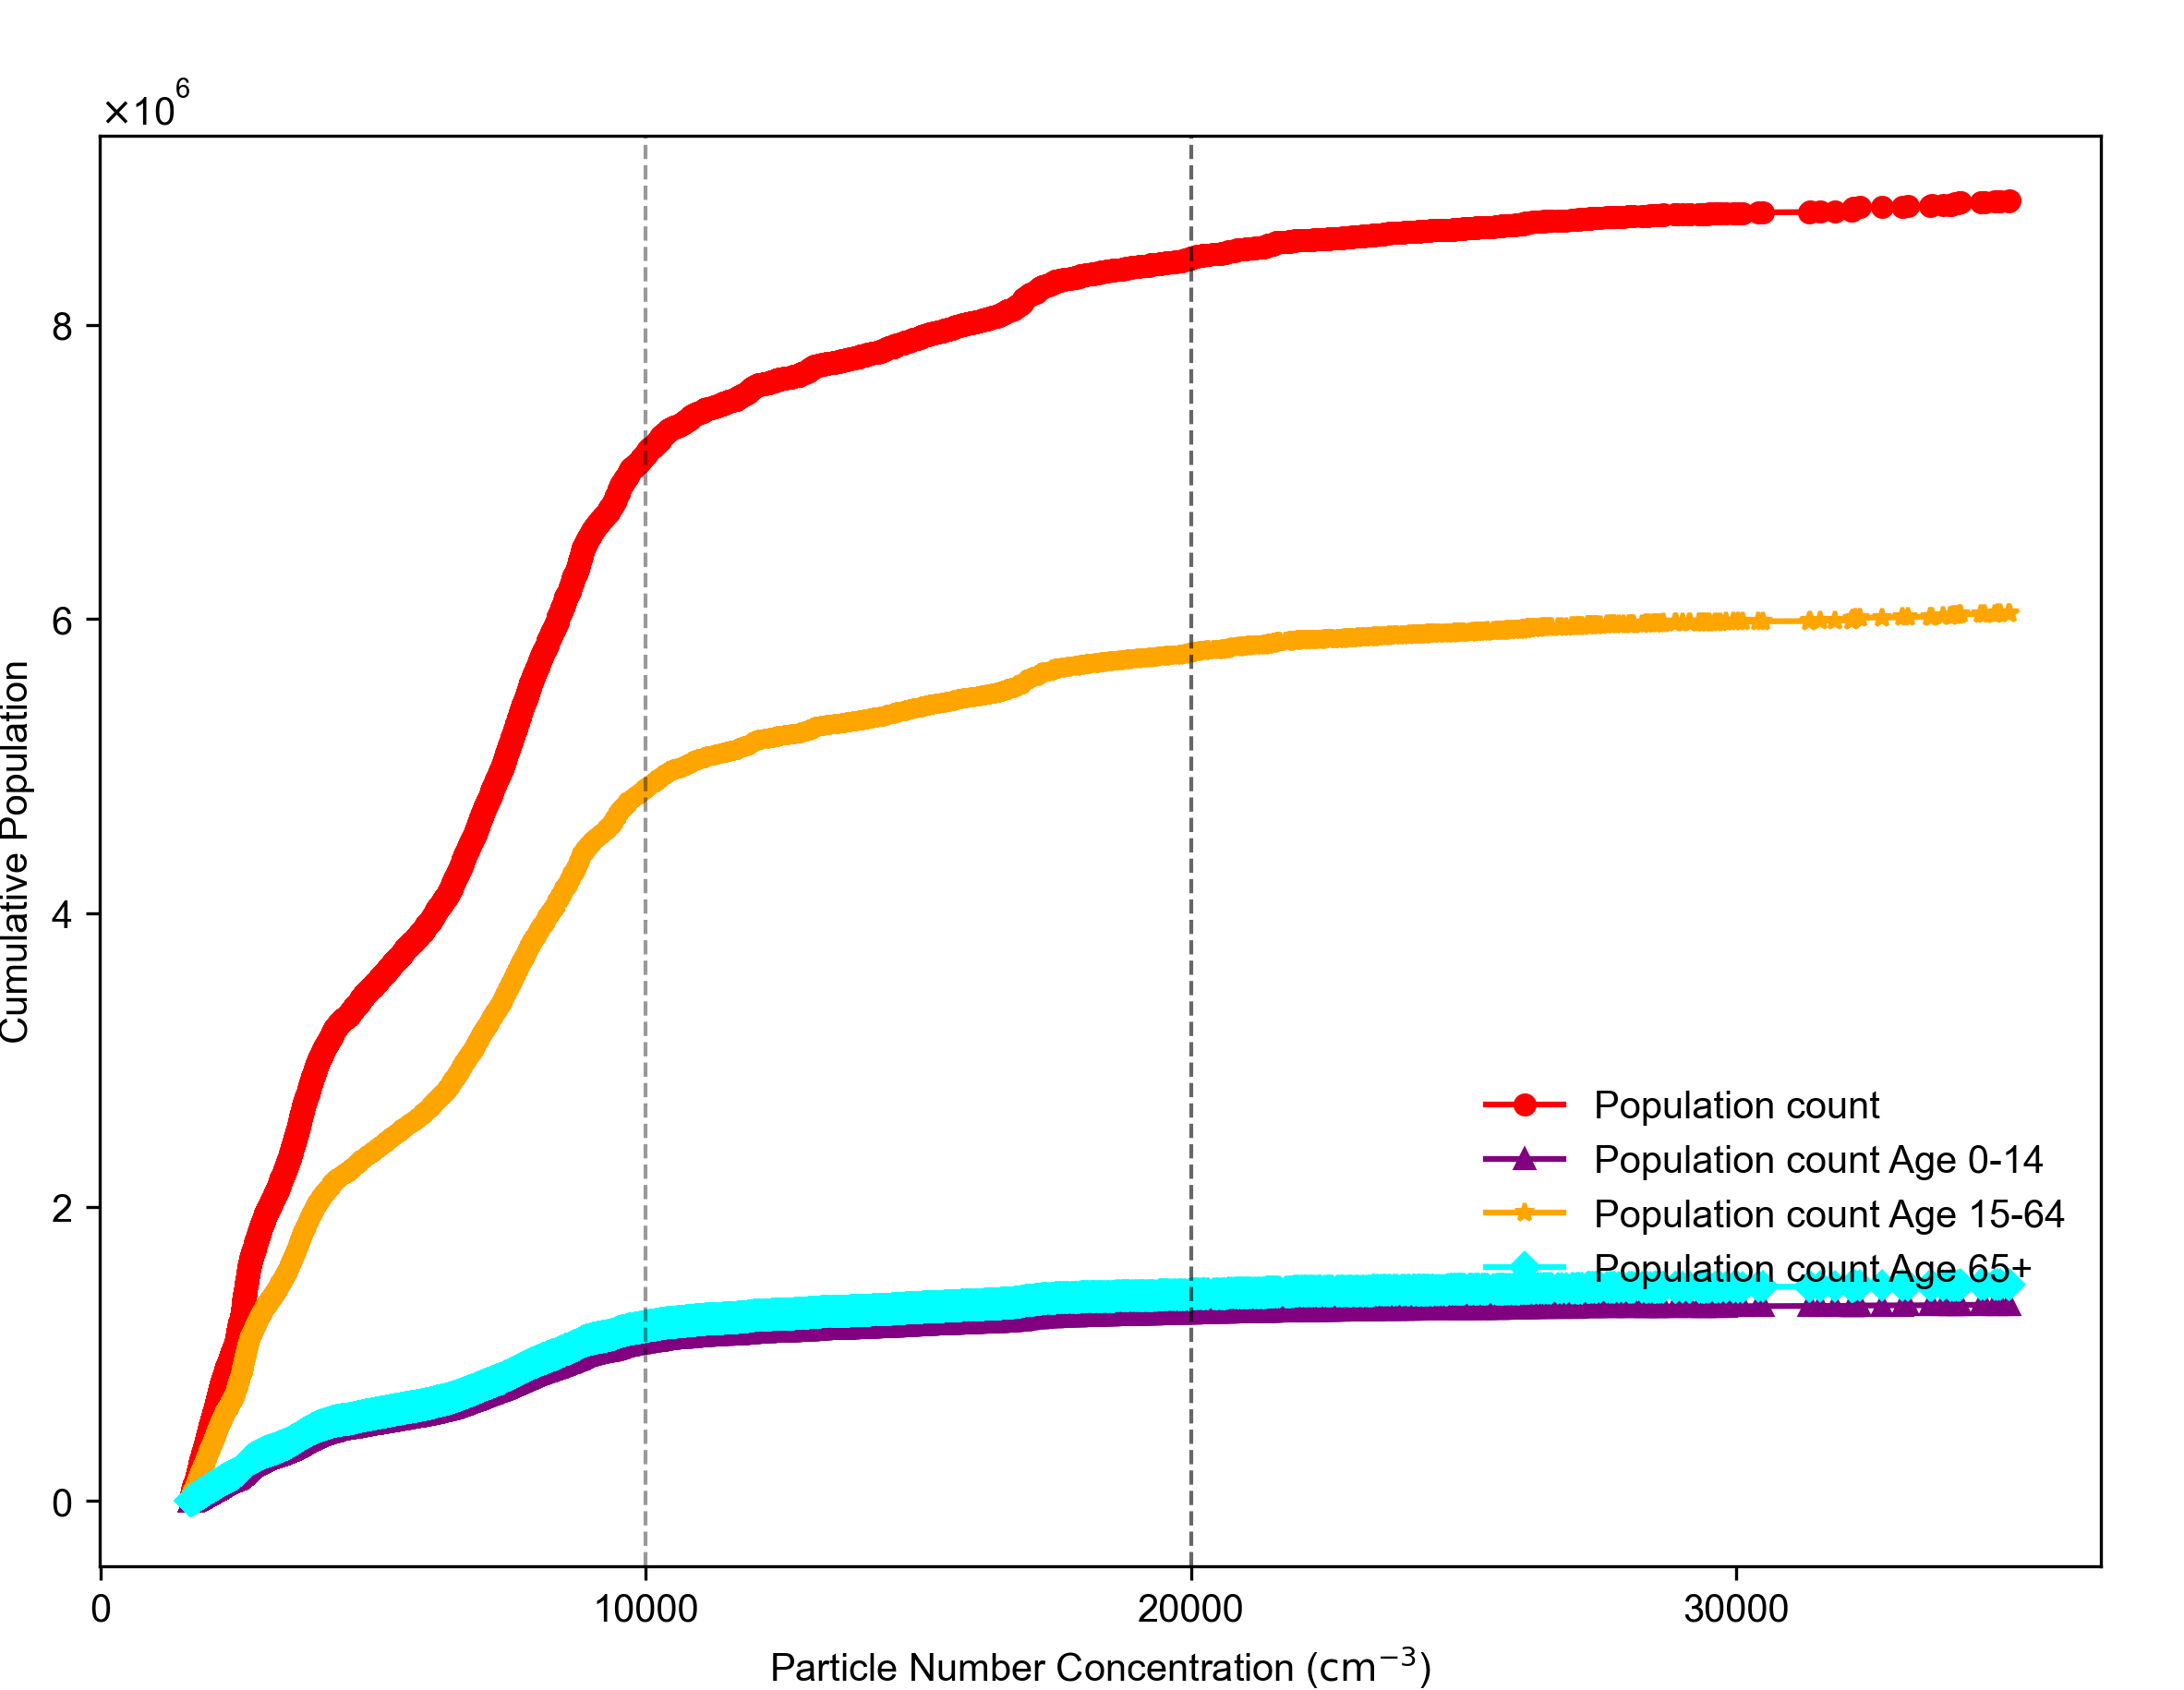 ×10⁶
8
6
4
2
0
Cumulative Population
Population count
Population count Age 0-14
Population count Age 15-64
Population count Age 65+
0 10000 20000 30000
Particle Number Concentration (cm⁻³)